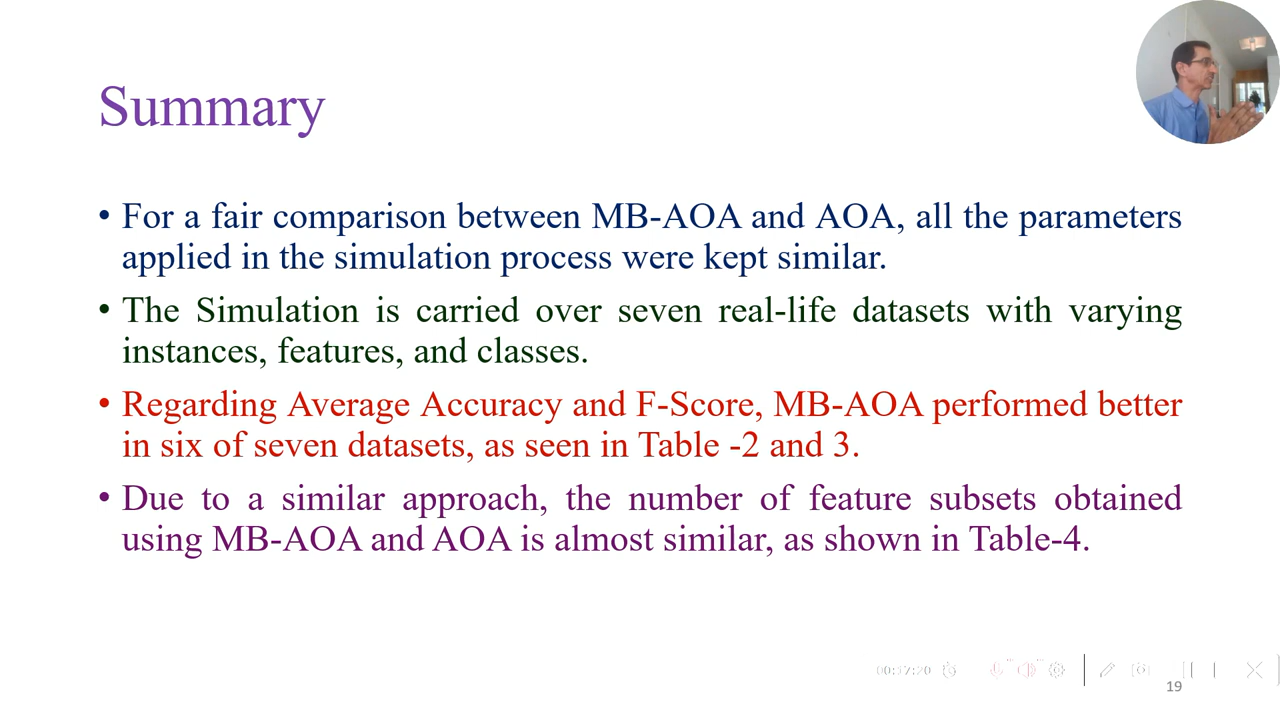 Summary
• For a fair comparison between MB-AOA and AOA, all the parameters
applied in the simulation process were kept similar.
• The Simulation is carried over seven real-life datasets with varying
instances, features, and classes.
• Regarding Average Accuracy and F-Score, MB-AOA performed better
in six of seven datasets, as seen in Table -2 and 3.
• Due to a similar approach, the number of feature subsets obtained
using MB-AOA and AOA is almost similar, as shown in Table-4.
00:17:20
19